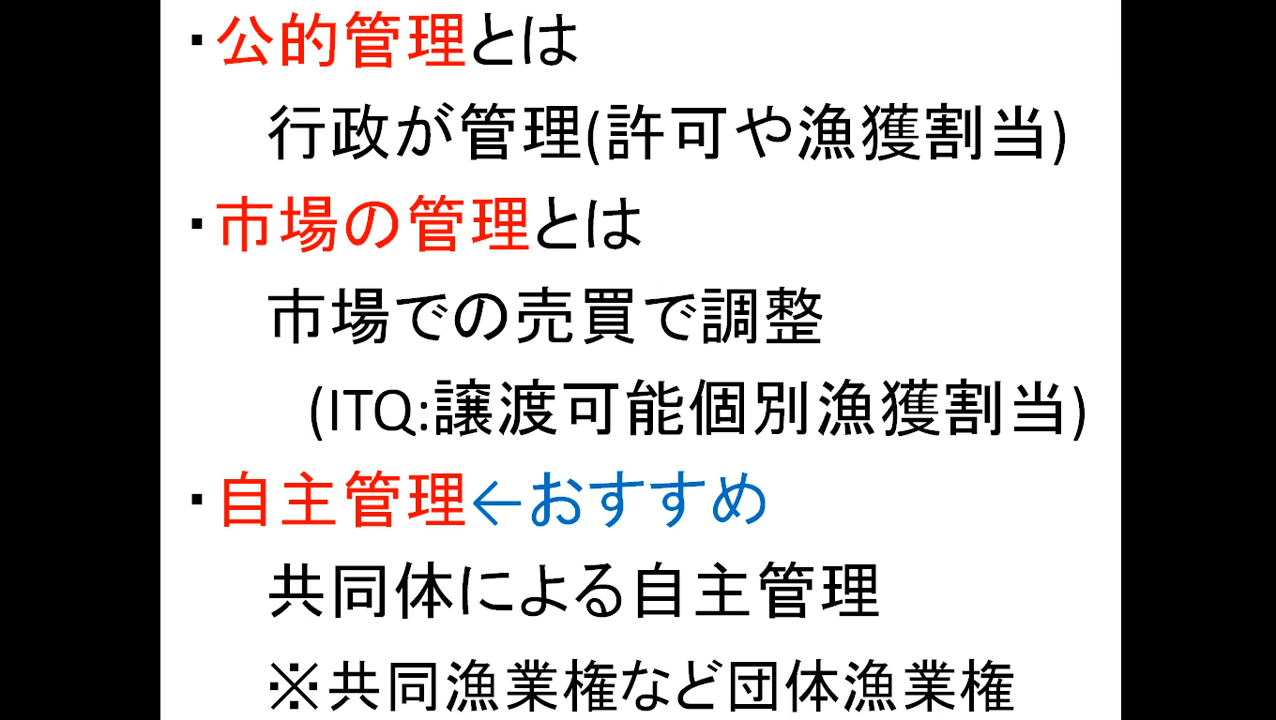 ・公的管理とは
行政が管理(許可や漁獲割当)
・市場の管理とは
市場での売買で調整
(ITQ:譲渡可能個別漁獲割当)
・自主管理←おすすめ
共同体による自主管理
※共同漁業権など団体漁業権